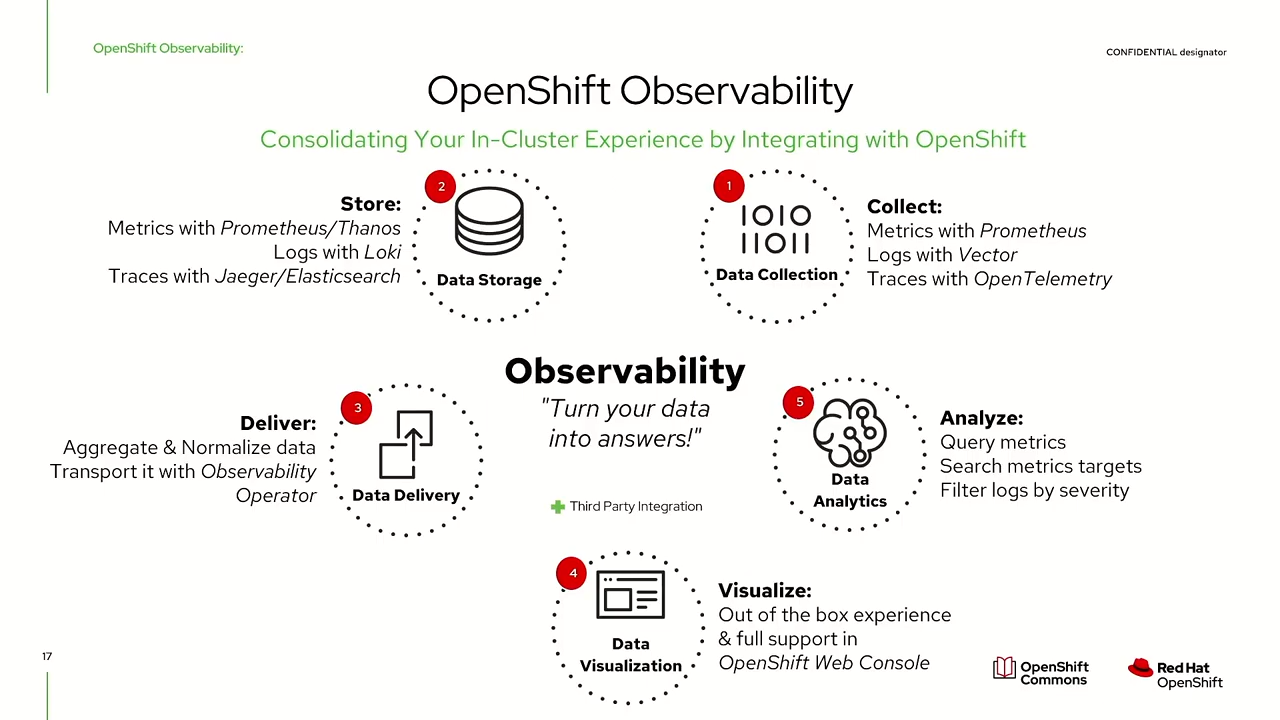 OpenShift Observability:
CONFIDENTIAL designator
OpenShift Observability
Consolidating Your In-Cluster Experience by Integrating with OpenShift
2
Store:
Metrics with Prometheus/Thanos
Logs with Loki
Traces with Jaeger/Elasticsearch
Data Storage
1
1010
11011
Data Collection
Collect:
Metrics with Prometheus
Logs with Vector
Traces with OpenTelemetry
Observability
"Turn your data
into answers!"
Third Party Integration
3
Deliver:
Aggregate & Normalize data
Transport it with Observability
Operator
Data Delivery
5
Data
Analytics
Analyze:
Query metrics
Search metrics targets
Filter logs by severity
4
Data
Visualization
Visualize:
Out of the box experience
& full support in
OpenShift Web Console
17
OpenShift
Commons
Red Hat
OpenShift